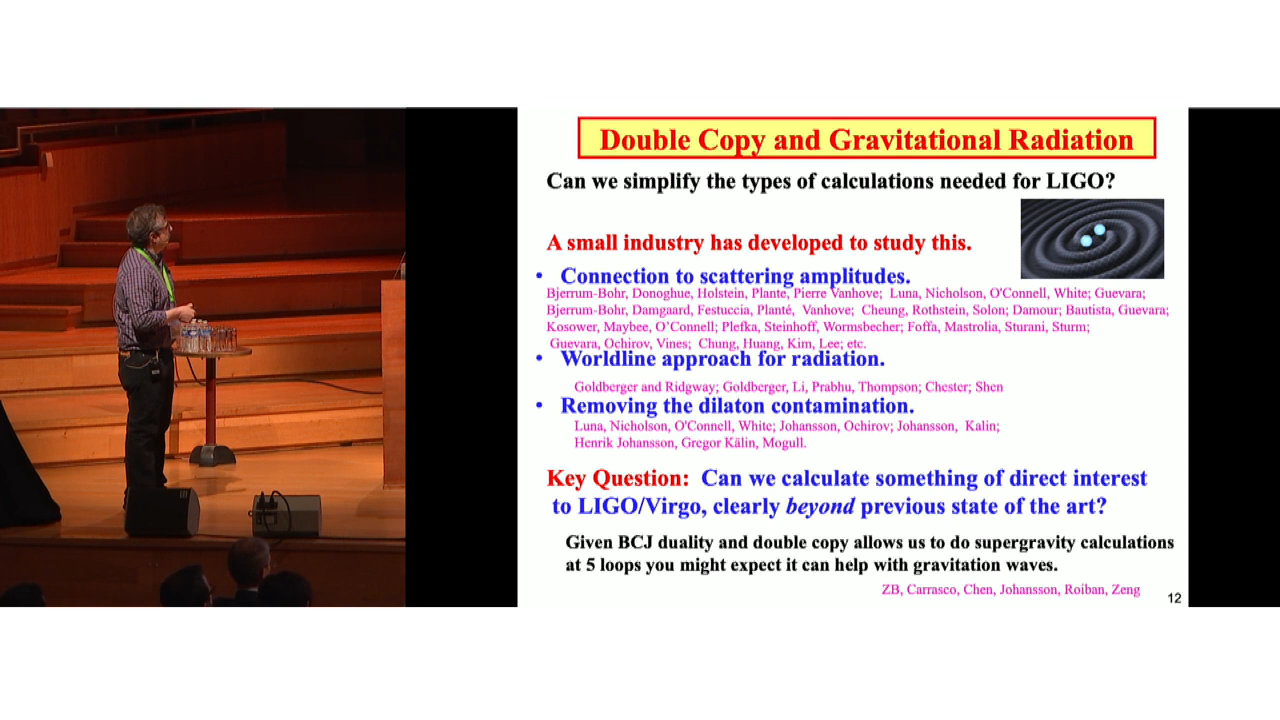 Double Copy and Gravitational Radiation
Can we simplify the types of calculations needed for LIGO?
A small industry has developed to study this.
• Connection to scattering amplitudes.
Bjerrum-Bohr, Donoghue, Holstein, Plante, Pierre Vanhove; Luna, Nicholson, O'Connell, White; Guevara;
Bjerrum-Bohr, Damgaard, Festuccia, Planté, Vanhove; Cheung, Rothstein, Solon; Damour; Bautista, Guevara;
Kosower, Maybee, O’Connell; Plefka, Steinhoff, Wormsbecher; Foffa, Mastrolia, Sturani, Sturm;
Guevara, Ochirov, Vines; Chung, Huang, Kim, Lee; etc.
• Worldline approach for radiation.
Goldberger and Ridgway; Goldberger, Li, Prabhu, Thompson; Chester; Shen
• Removing the dilaton contamination.
Luna, Nicholson, O'Connell, White; Johansson, Ochirov; Johansson, Kalin;
Henrik Johansson, Gregor Kälin, Mogull.
Key Question: Can we calculate something of direct interest
to LIGO/Virgo, clearly beyond previous state of the art?
Given BCJ duality and double copy allows us to do supergravity calculations
at 5 loops you might expect it can help with gravitation waves.
ZB, Carrasco, Chen, Johansson, Roiban, Zeng
12